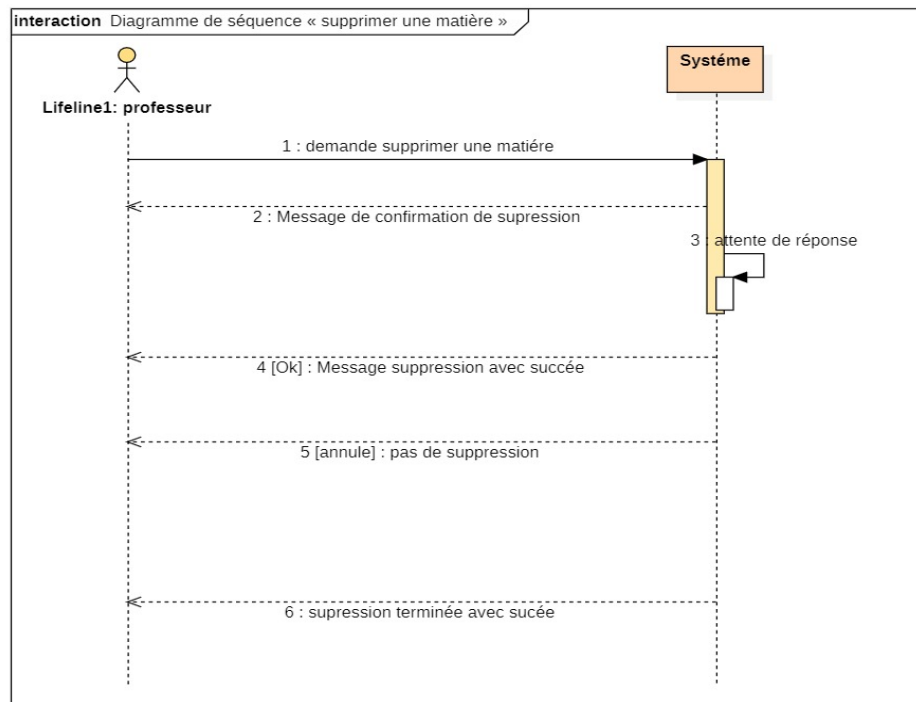 interaction Diagramme de séquence « supprimer une matière »
Systéme
Lifeline1: professeur
1 : demande supprimer une matiére
2 : Message de confirmation de supression
3 : attente de réponse
4 [Ok] : Message suppression avec succée
5 [annule] : pas de suppression
6 : supression terminée avec sucée